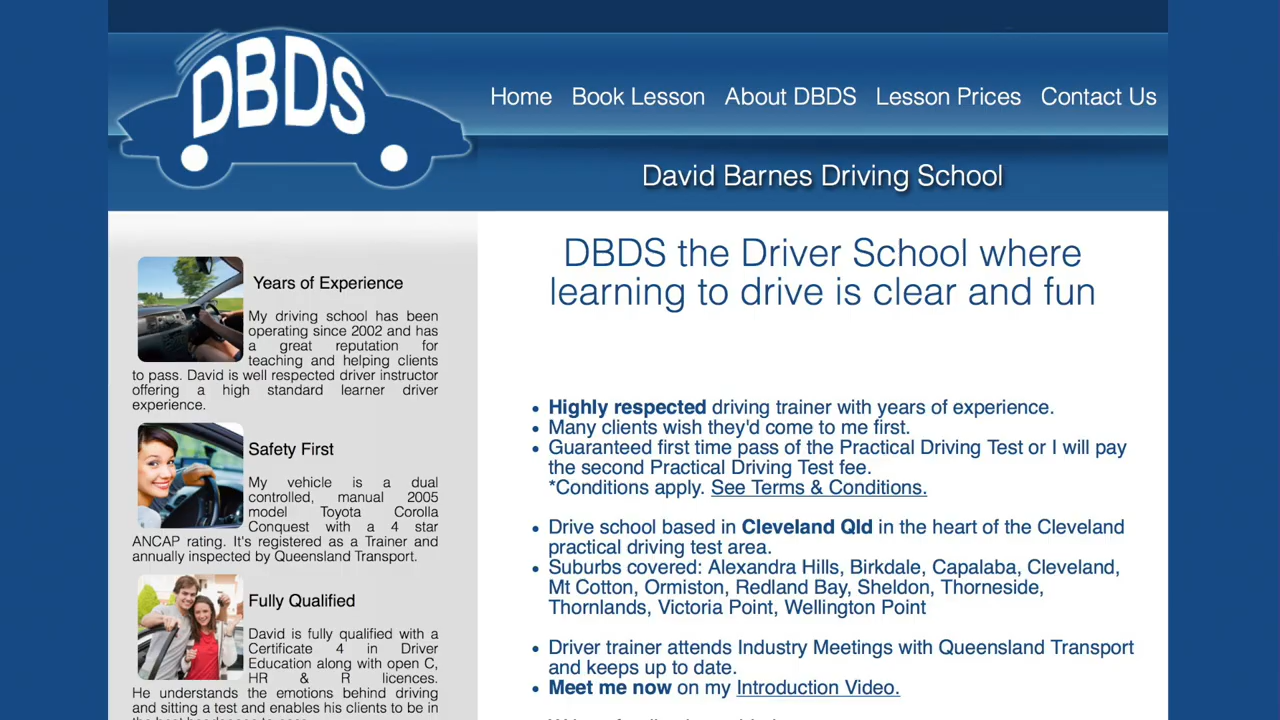 DBDS
Home Book Lesson About DBDS Lesson Prices Contact Us
David Barnes Driving School
Years of Experience
My driving school has been
operating since 2002 and has
a great reputation for
teaching and helping clients
to pass. David is well respected driver instructor
offering a high standard learner driver
experience.
Safety First
My vehicle is a dual
controlled, manual 2005
model Toyota Corolla
Conquest with a 4 star
ANCAP rating. It's registered as a Trainer and
annually inspected by Queensland Transport.
Fully Qualified
David is fully qualified with a
Certificate 4 in Driver
Education along with open C,
HR & R licences.
He understands the emotions behind driving
and sitting a test and enables his clients to be in
DBDS the Driver School where
learning to drive is clear and fun
• Highly respected driving trainer with years of experience.
• Many clients wish they'd come to me first.
• Guaranteed first time pass of the Practical Driving Test or I will pay
the second Practical Driving Test fee.
*Conditions apply. See Terms & Conditions.
• Drive school based in Cleveland Qld in the heart of the Cleveland
practical driving test area.
• Suburbs covered: Alexandra Hills, Birkdale, Capalaba, Cleveland,
Mt Cotton, Ormiston, Redland Bay, Sheldon, Thorneside,
Thornlands, Victoria Point, Wellington Point
• Driver trainer attends Industry Meetings with Queensland Transport
and keeps up to date.
• Meet me now on my Introduction Video.